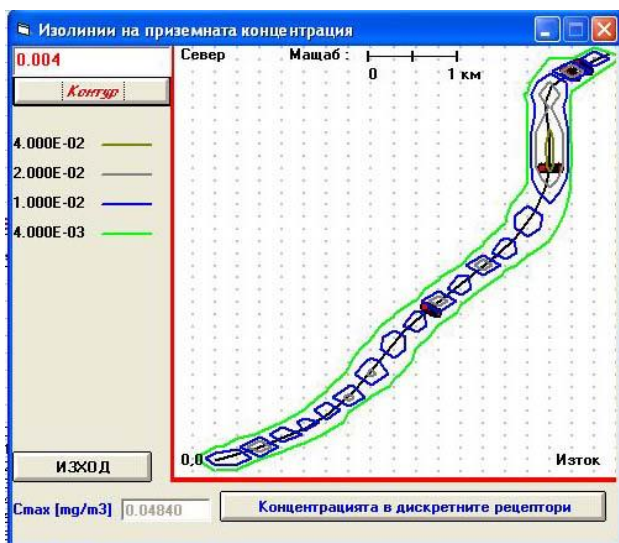 Изолинии на приземната концентрация
0.004
Север
Мащаб :
0 1 км
Контур
4.000E-02
2.000E-02
1.000E-02
4.000E-03
ИЗХОД
0,0
Изток
Cmax [mg/m3] 0.04840
Концентрацията в дискретните рецептори